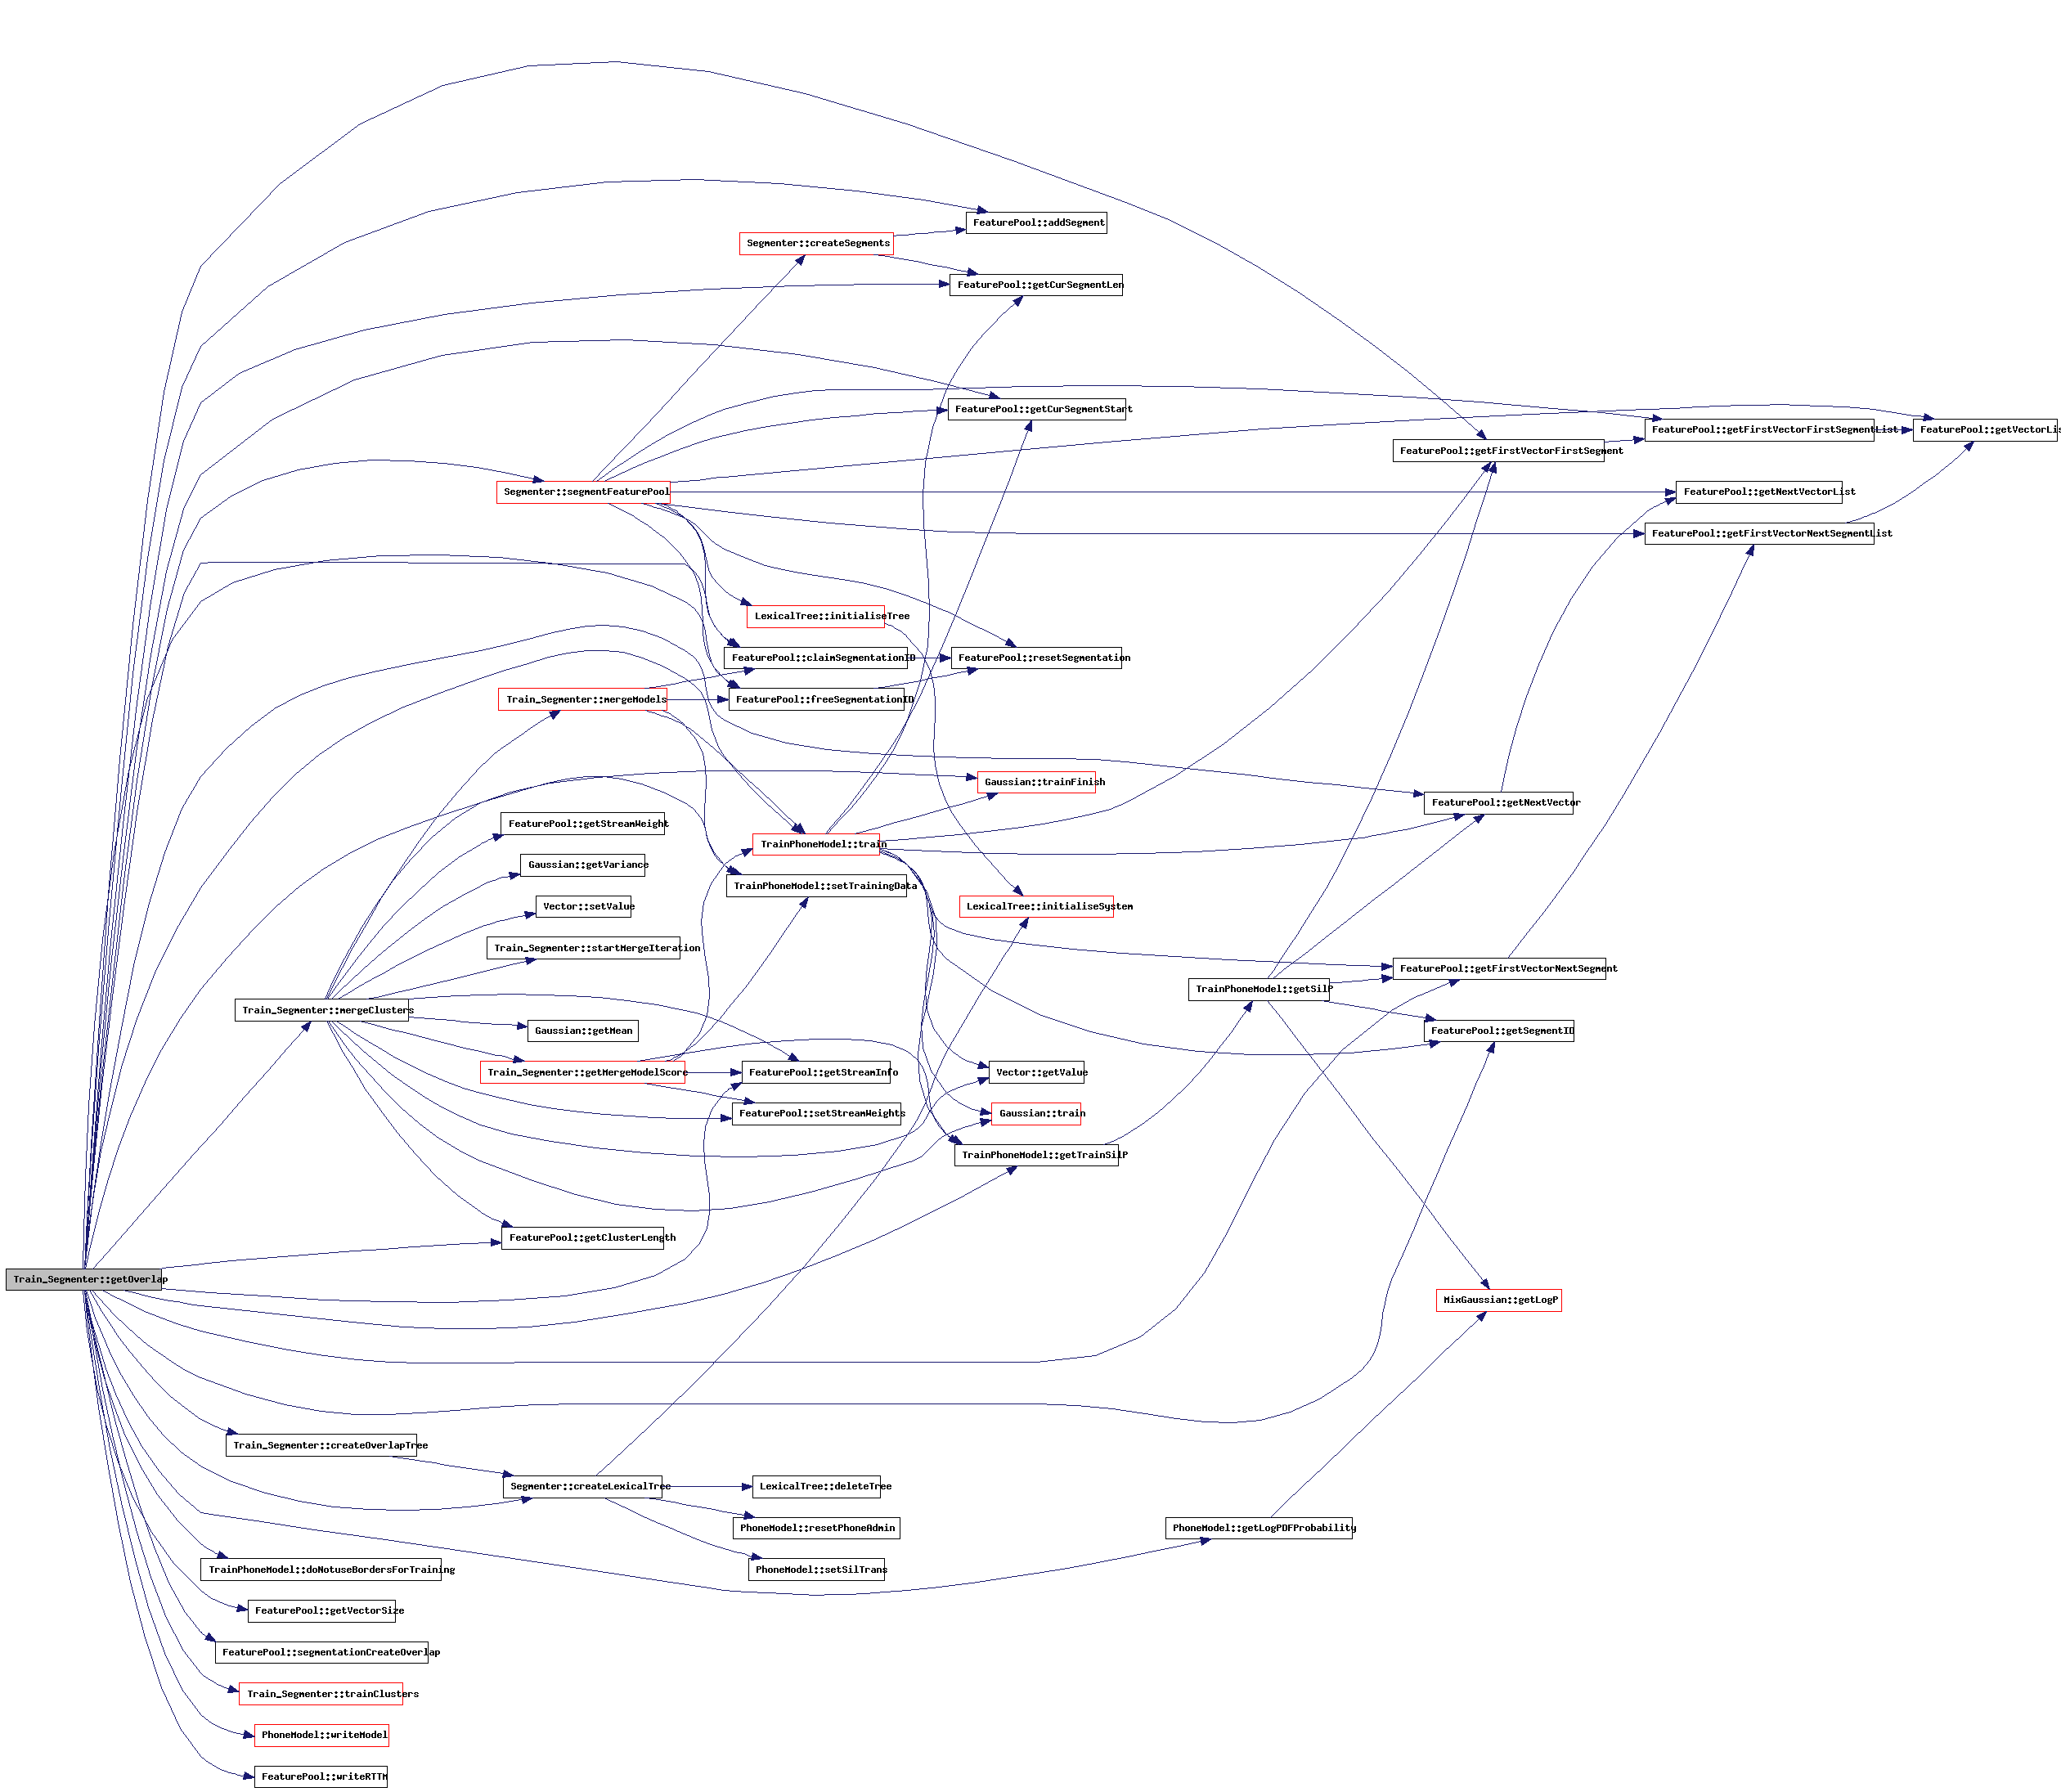 FeaturePool::addSegment
Segmenter::createSegments
FeaturePool::getCurSegmentLen
FeaturePool::getCurSegmentStart
FeaturePool::getFirstVectorFirstSegmentList
FeaturePool::getVectorLis
FeaturePool::getFirstVectorFirstSegment
Segmenter::segmentFeaturePool
FeaturePool::getNextVectorList
FeaturePool::getFirstVectorNextSegmentList
LexicalTree::initialiseTree
FeaturePool::claimSegmentationID
FeaturePool::resetSegmentation
Train_Segmenter::mergeModels
FeaturePool::freeSegmentationID
Gaussian::trainFinish
FeaturePool::getNextVector
FeaturePool::getStreamWeight
TrainPhoneModel::train
Gaussian::getVariance
TrainPhoneModel::setTrainingData
Vector::setValue
LexicalTree::initialiseSystem
Train_Segmenter::startMergeIteration
FeaturePool::getFirstVectorNextSegment
TrainPhoneModel::getSilP
Train_Segmenter::mergeClusters
Gaussian::getMean
FeaturePool::getSegmentID
Train_Segmenter::getMergeModelScore
FeaturePool::getStreamInfo
Vector::getValue
FeaturePool::setStreamWeights
Gaussian::train
TrainPhoneModel::getTrainSilP
FeaturePool::getClusterLength
Train_Segmenter::getOverlap
MixGaussian::getLogP
Train_Segmenter::createOverlapTree
Segmenter::createLexicalTree
LexicalTree::deleteTree
PhoneModel::resetPhoneAdmin
PhoneModel::getLogPDFProbability
TrainPhoneModel::doNotuseBordersForTraining
PhoneModel::setSilTrans
FeaturePool::getVectorSize
FeaturePool::segmentationCreateOverlap
Train_Segmenter::trainClusters
PhoneModel::writeModel
FeaturePool::writeRTTM